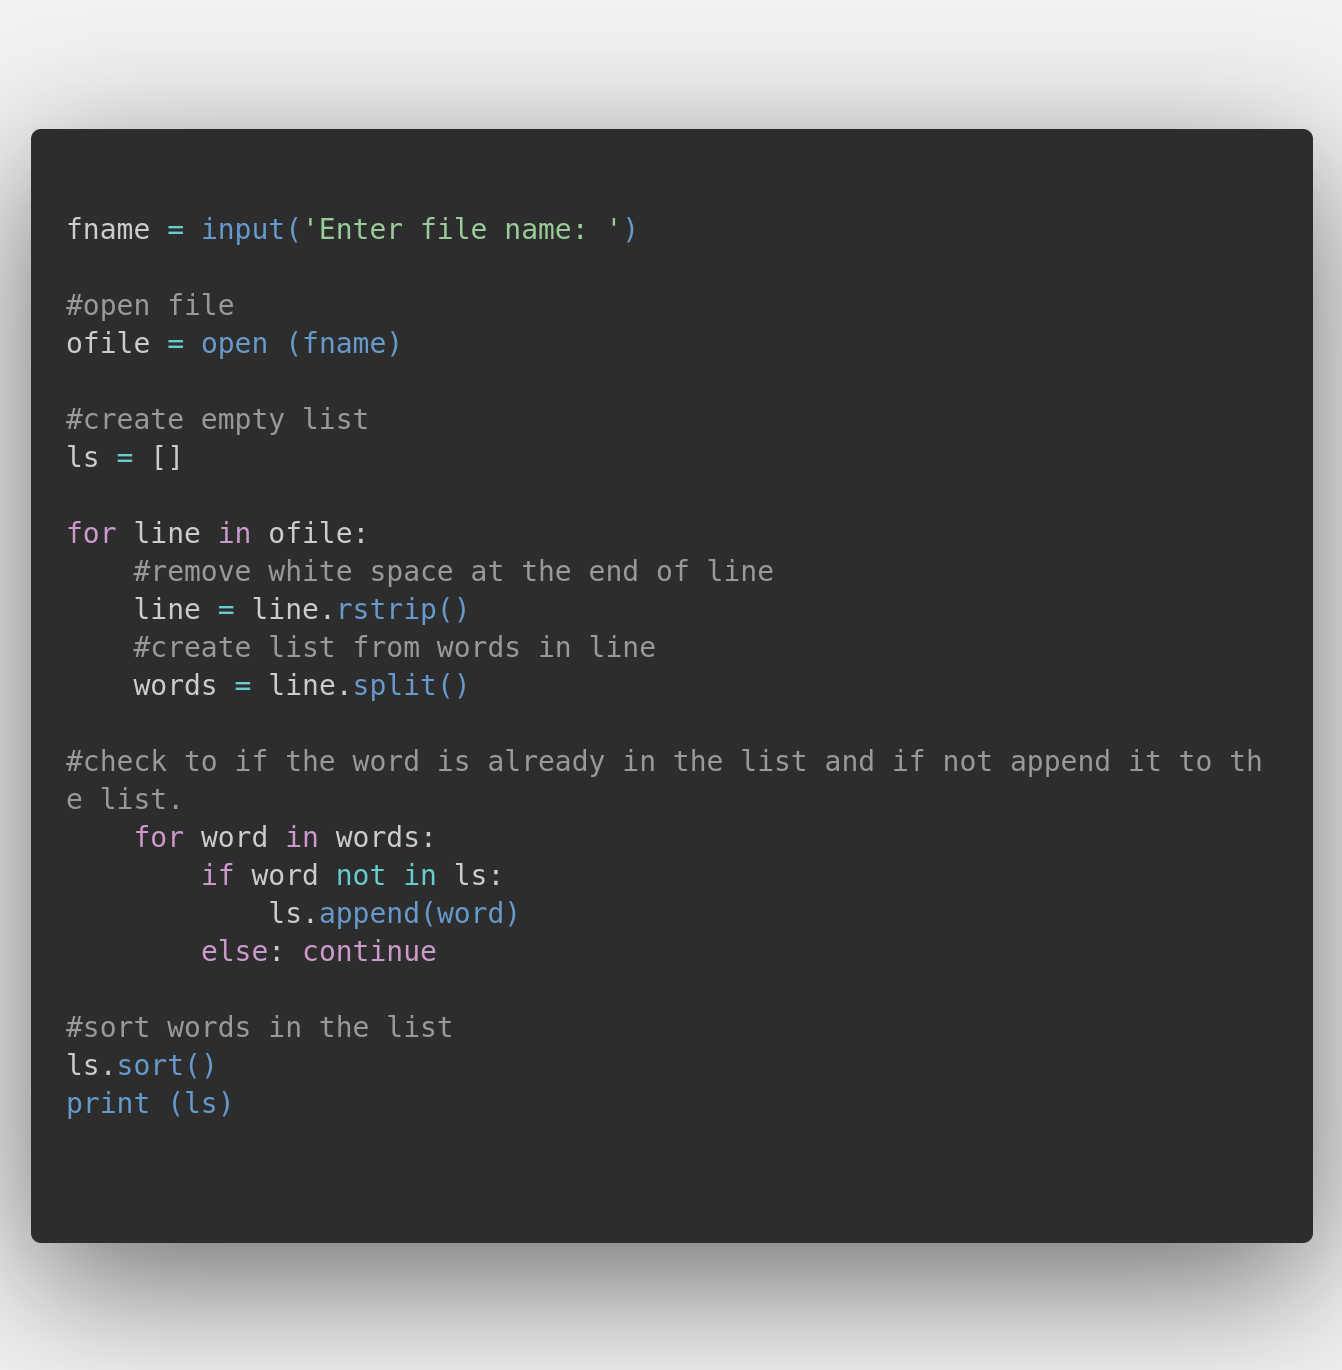 fname = input('Enter file name: ')

#open file
ofile = open (fname)

#create empty list
ls = []

for line in ofile:
    #remove white space at the end of line
    line = line.rstrip()
    #create list from words in line
    words = line.split()

#check to if the word is already in the list and if not append it to th
e list.
    for word in words:
        if word not in ls:
            ls.append(word)
        else: continue

#sort words in the list
ls.sort()
print (ls)